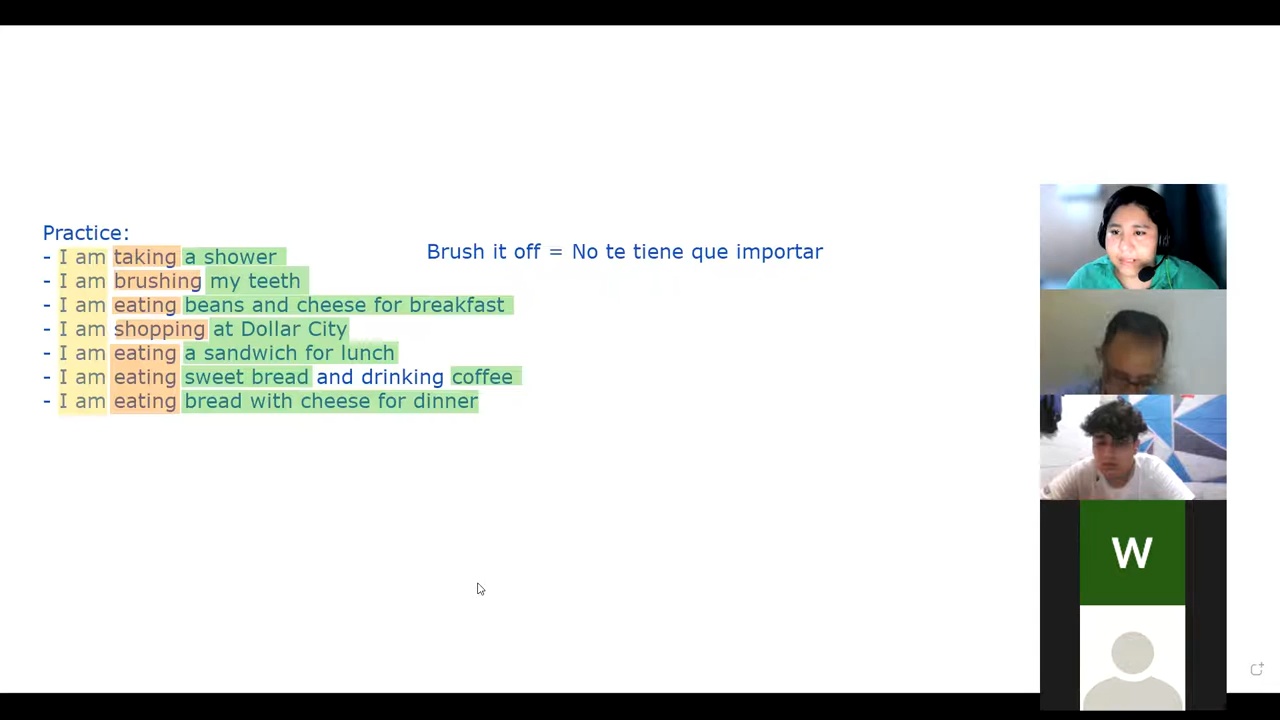 Practice:
- I am taking a shower
Brush it off = No te tiene que importar
- I am brushing my teeth
- I am eating beans and cheese for breakfast
- I am shopping at Dollar City
- I am eating a sandwich for lunch
- I am eating sweet bread and drinking coffee
- I am eating bread with cheese for dinner
W